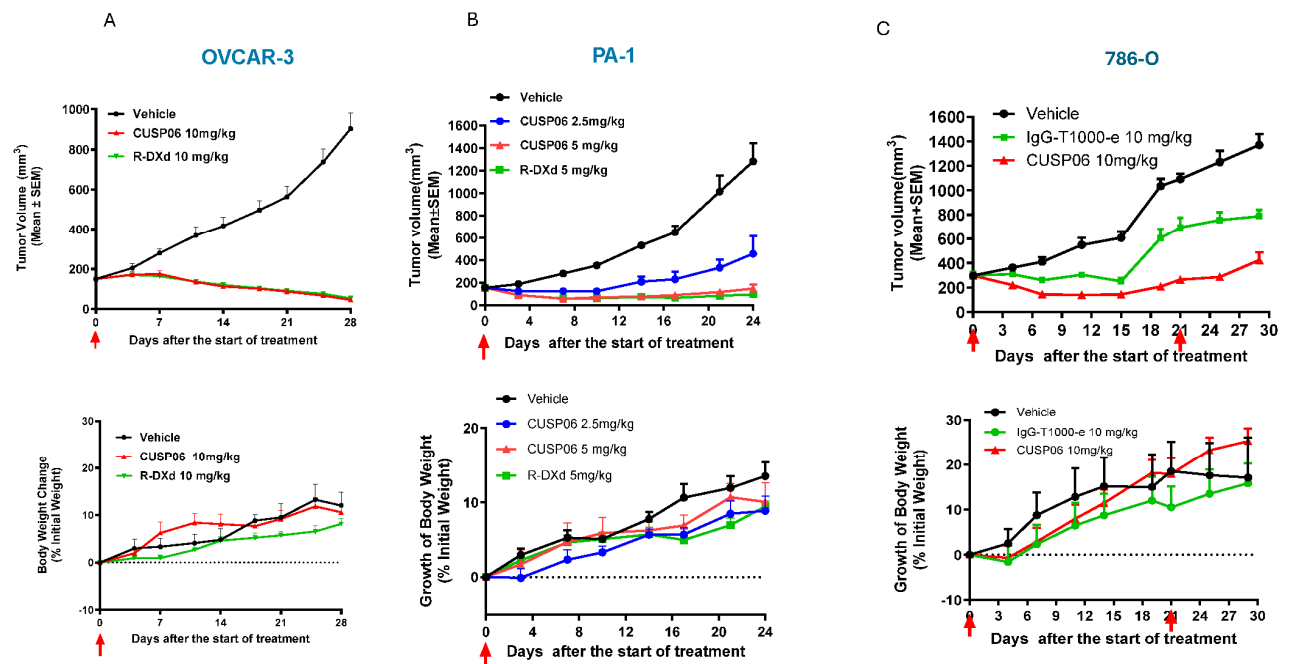 A
OVCAR-3
1000
800
600
400
200
0
Tumor Volume (mm3)
(Mean ± SEM)
Vehicle
CUSP06 10mg/kg
R-DXd 10 mg/kg
0 7 14 21 28
Days after the start of treatment
B
PA-1
Vehicle
CUSP06 2.5mg/kg
CUSP06 5 mg/kg
R-DXd 5 mg/kg
1600
1400
1200
1000
800
600
400
200
0
Tumor volume(mm3)
(Mean±SEM)
0 4 8 12 16 20 24
Days after the start of treatment
C
786-O
Vehicle
IgG-T1000-e 10 mg/kg
CUSP06 10mg/kg
1600
1400
1200
1000
800
600
400
200
0
Tumor volume(mm3)
(Mean+SEM)
0 3 6 9 12 15 18 21 24 27 30
Days after the start of treatment
30
20
10
0
-10
Body Weight Change
(% Initial Weight)
Vehicle
CUSP06 10mg/kg
R-DXd 10 mg/kg
0 7 14 21 28
Days after the start of treatment
Vehicle
CUSP06 2.5mg/kg
CUSP06 5 mg/kg
R-DXd 5mg/kg
20
10
0
Growth of Body Weight
(% Initial Weight)
0 4 8 12 16 20 24
Days after the start of treatment
Vehicle
IgG-T1000-e 10 mg/kg
CUSP06 10mg/kg
30
20
10
0
-10
Growth of Body Weight
(% Initial Weight)
0 3 6 9 12 15 18 21 24 27 30
Days after the start of treatment